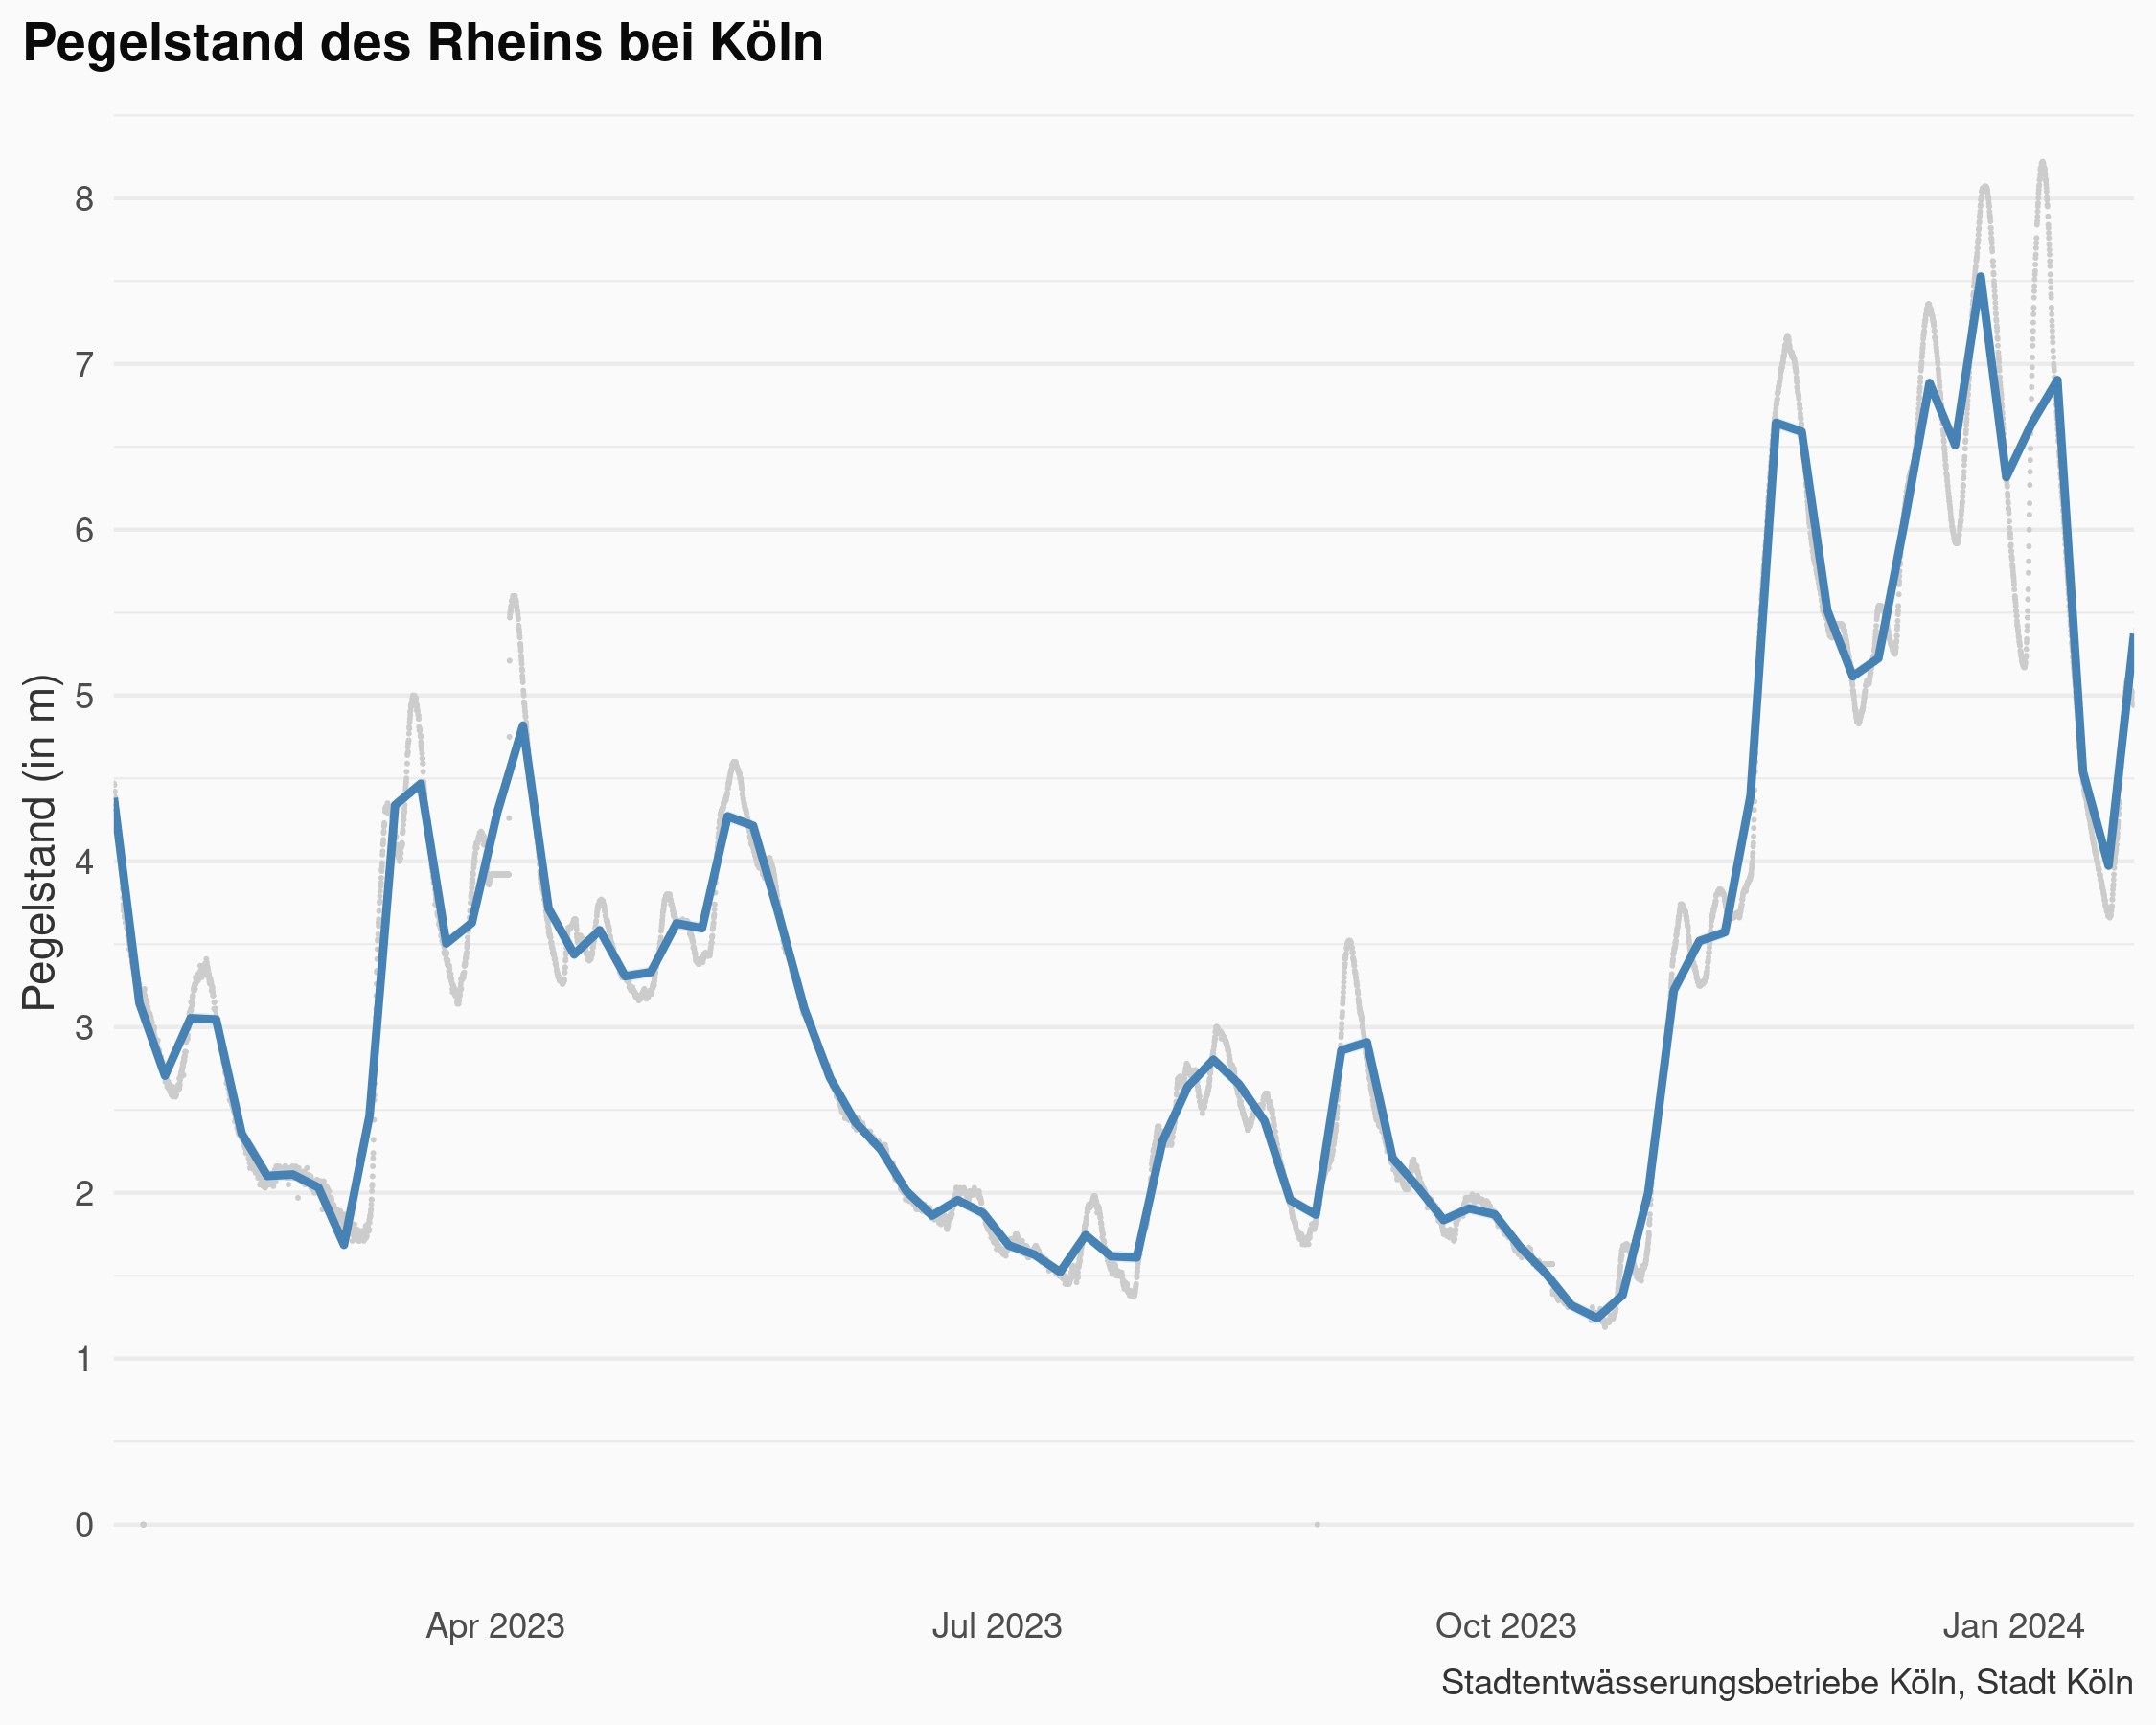 Pegelstand des Rheins bei Köln
Pegelstand (in m)
8
7
6
5
4
3
2
1
0
Apr 2023
Jul 2023
Oct 2023
Jan 2024
Stadtentwässerungsbetriebe Köln, Stadt Köln